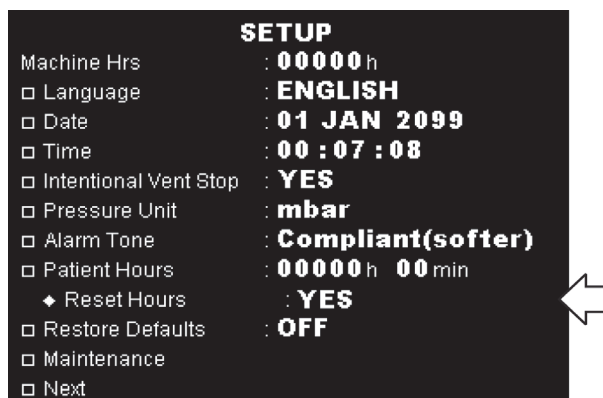 SETUP
Machine Hrs : 00000 h
Language : ENGLISH
Date : 01 JAN 2099
Time : 00 : 07 : 08
Intentional Vent Stop : YES
Pressure Unit : mbar
Alarm Tone : Compliant(softer)
Patient Hours : 00000 h 00 min
Reset Hours : YES
Restore Defaults : OFF
Maintenance
Next